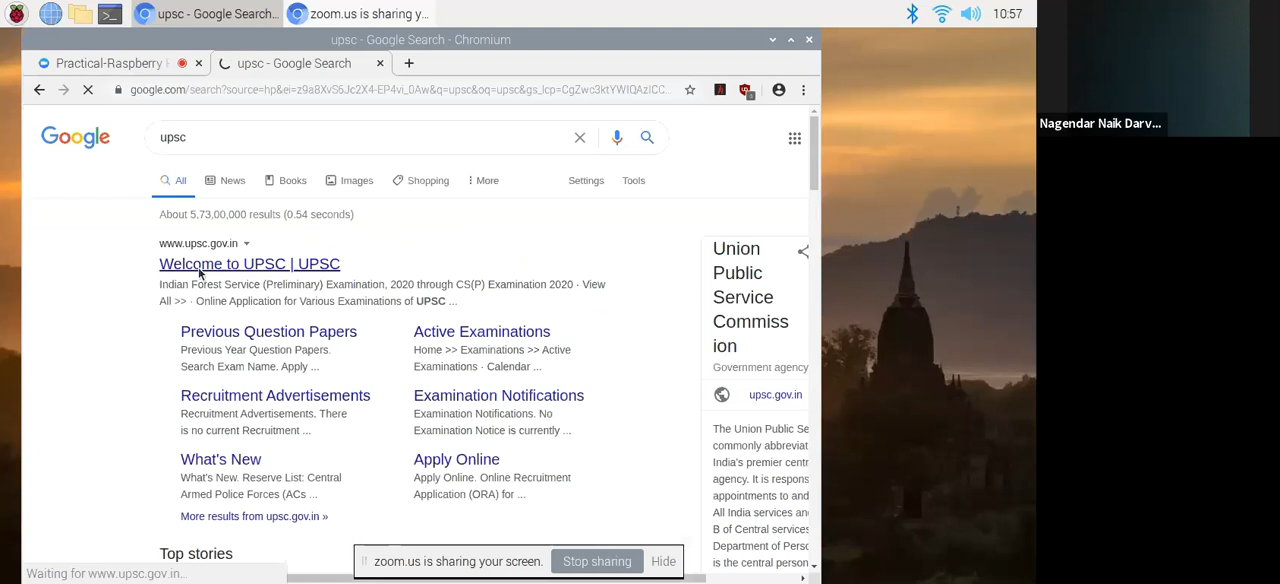 upsc - Google Search...
zoom.us is sharing y...
10:57
upsc - Google Search - Chromium
Practical-Raspberry
upsc - Google Search
google.com/search?source=hp&ei=z9a8XvS6Jc2X4-EP4vi_0Aw&q=upsc&oq=upsc&gs_lcp=CgZwc3ktYWIQAzICC...
Google
upsc
All
News
Books
Images
Shopping
More
Settings
Tools
About 5,73,00,000 results (0.54 seconds)
www.upsc.gov.in
Welcome to UPSC | UPSC
Indian Forest Service (Preliminary) Examination, 2020 through CS(P) Examination 2020 · View
All >> · Online Application for Various Examinations of UPSC ...
Previous Question Papers
Previous Year Question Papers.
Search Exam Name. Apply ...
Active Examinations
Home >> Examinations >> Active
Examinations · Calendar ...
Recruitment Advertisements
Recruitment Advertisements. There
is no current Recruitment ...
Examination Notifications
Examination Notifications. No
Examination Notice is currently ...
What's New
What's New. Reserve List: Central
Armed Police Forces (ACs ...
Apply Online
Apply Online. Online Recruitment
Application (ORA) for ...
More results from upsc.gov.in »
Top stories
Union
Public
Service
Commiss
ion
Government agency
upsc.gov.in
The Union Public Se
commonly abbreviat
India's premier centr
agency. It is respons
appointments to and
All India services and
B of Central services
Department of Perso
is the central person
zoom.us is sharing your screen.
Stop sharing
Hide
Waiting for www.upsc.gov.in...
Nagendar Naik Darv...